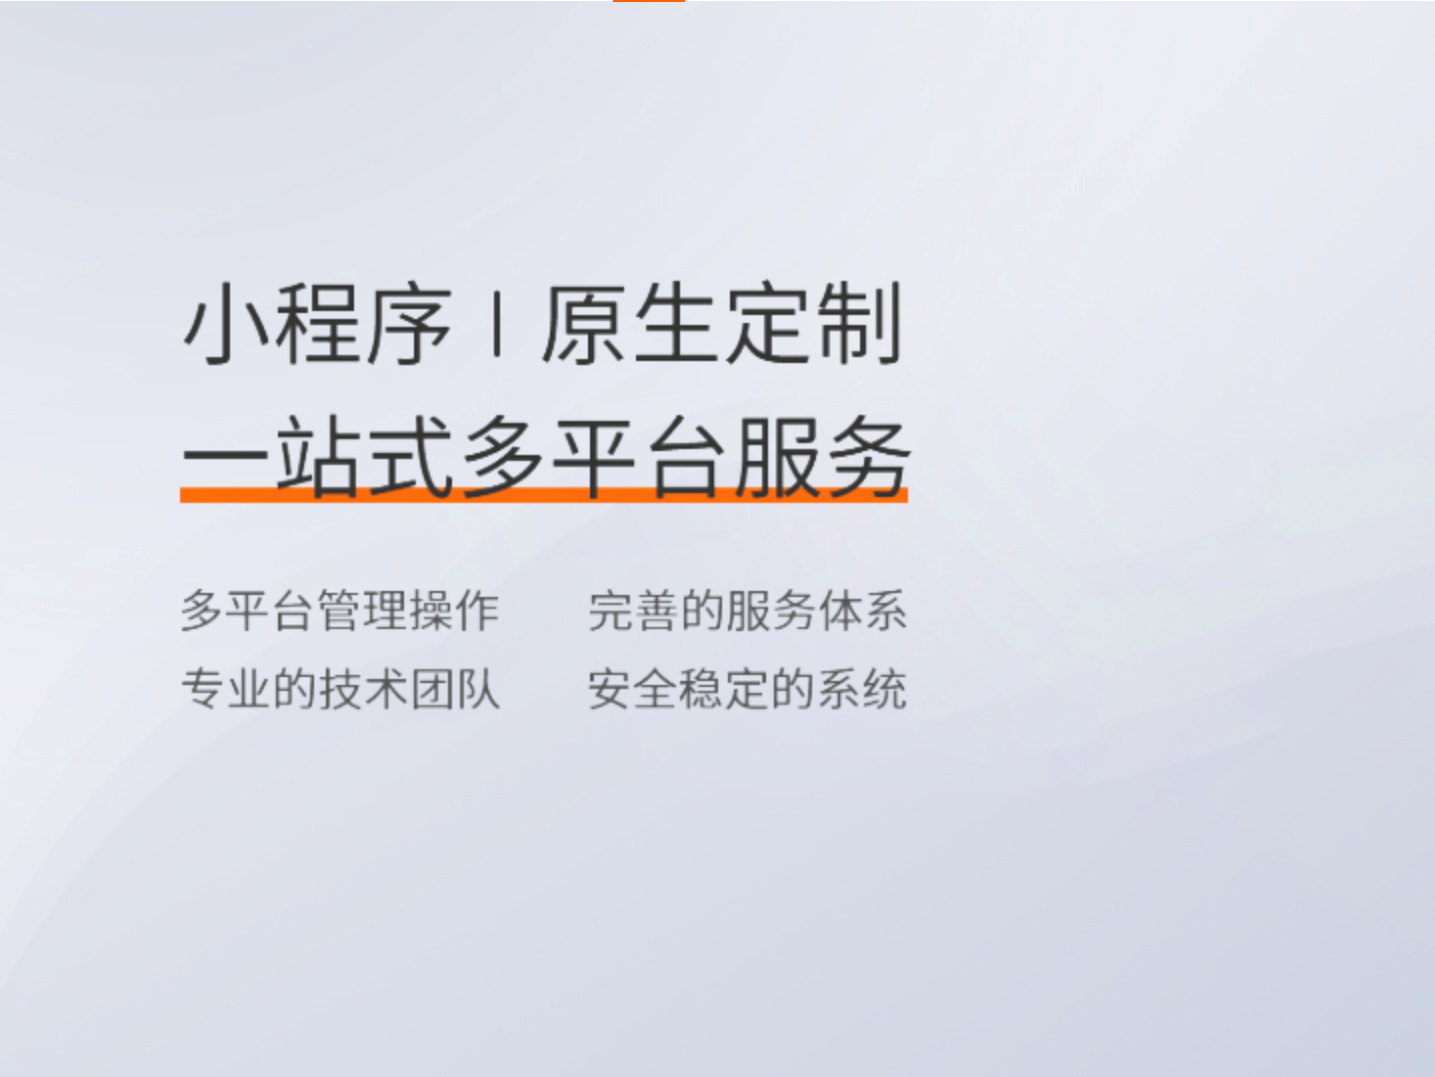 小程序 | 原生定制
一站式多平台服务
多平台管理操作 完善的服务体系
专业的技术团队 安全稳定的系统